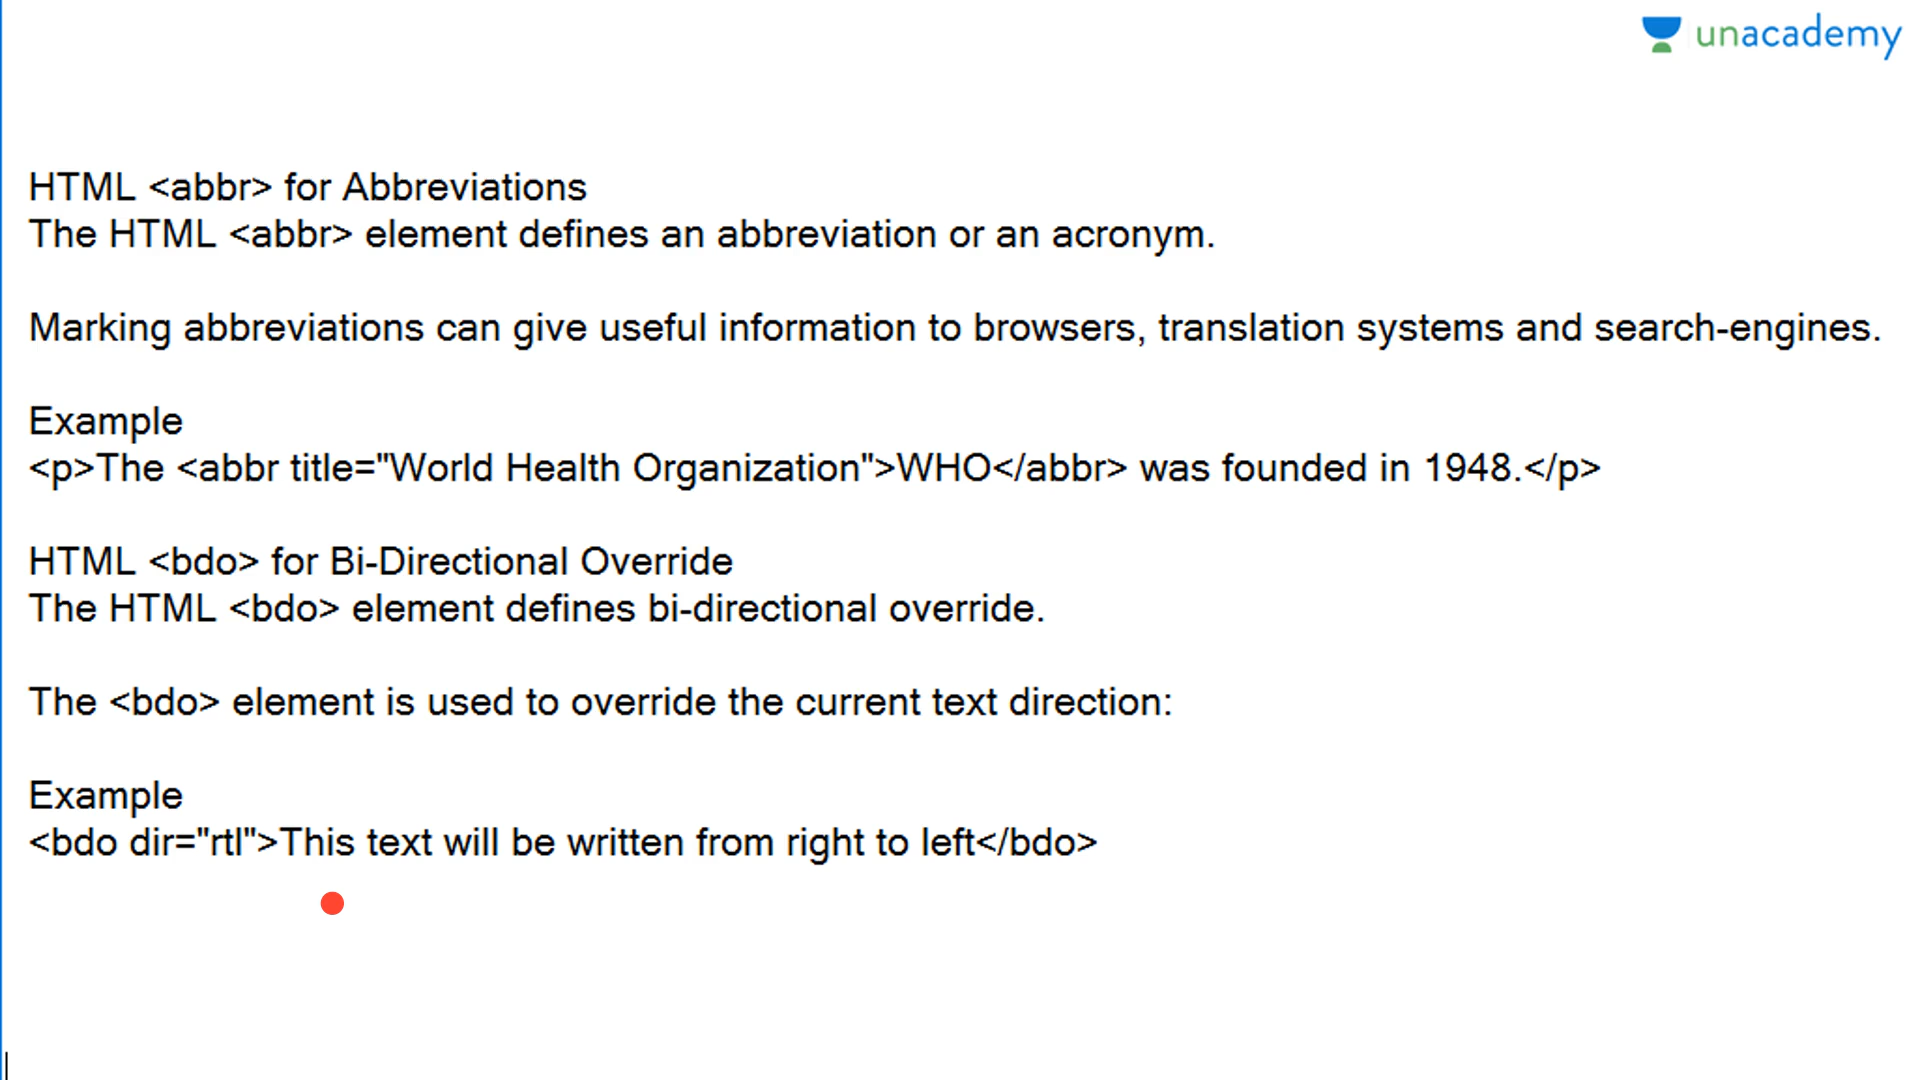 unacademy
HTML <abbr> for Abbreviations
The HTML <abbr> element defines an abbreviation or an acronym.
Marking abbreviations can give useful information to browsers, translation systems and search-engines.
Example
<p>The <abbr title="World Health Organization">WHO</abbr> was founded in 1948.</p>
HTML <bdo> for Bi-Directional Override
The HTML <bdo> element defines bi-directional override.
The <bdo> element is used to override the current text direction:
Example
<bdo dir="rtl">This text will be written from right to left</bdo>